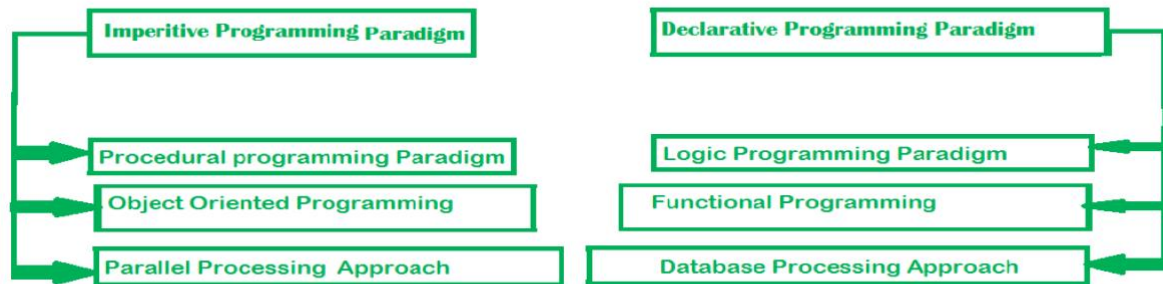 Imperitive Programming Paradigm
Procedural programming Paradigm
Object Oriented Programming
Parallel Processing Approach
Declarative Programming Paradigm
Logic Programming Paradigm
Functional Programming
Database Processing Approach